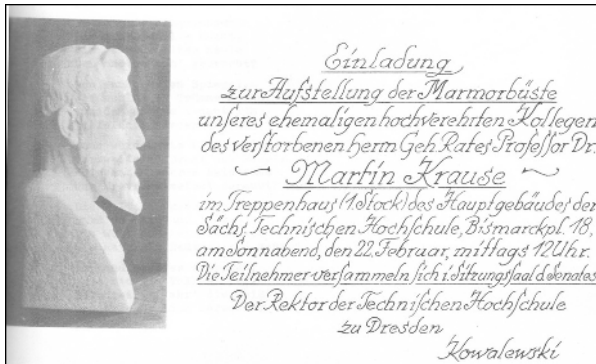 Einladung
zur Aufſtellung der Marmorbüste
unſeres ehemaligen hochverehrten Kollegen
des verſtorbenen Herrn Geh. Rates Profeſſor Dr.
Martin Krause
im Treppenhaus (1. Stock) des Hauptgebäudes der
Sächs. Techniſchen Hochſchule, Bismarckpl. 18,
am Sonnabend, den 22. Februar, mittags 12 Uhr.
Die Teilnehmer verſammeln ſich i. Sitzungsſaal d. Senates
Der Rektor der Techniſchen Hochſchule
zu Dresden
Kowalewski